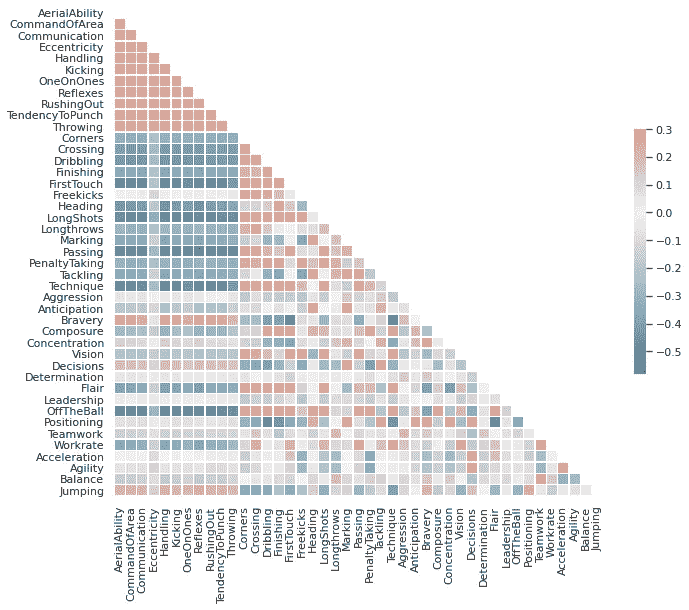 AerialAbility
CommandOfArea
Communication
Eccentricity
Handling
Kicking
OneOnOnes
Reflexes
RushingOut
TendencyToPunch
Throwing
Corners
Crossing
Dribbling
Finishing
FirstTouch
Freekicks
Heading
LongShots
Longthrows
Marking
Passing
PenaltyTaking
Tackling
Technique
Aggression
Anticipation
Bravery
Composure
Concentration
Vision
Decisions
Determination
Flair
Leadership
OffTheBall
Positioning
Teamwork
Workrate
Acceleration
Agility
Balance
Jumping
0.3
0.2
0.1
0.0
−0.1
−0.2
−0.3
−0.4
−0.5
AerialAbility
CommandOfArea
Communication
Eccentricity
Handling
Kicking
OneOnOnes
Reflexes
RushingOut
TendencyToPunch
Throwing
Corners
Crossing
Dribbling
Finishing
FirstTouch
Freekicks
Heading
LongShots
Longthrows
Marking
Passing
PenaltyTaking
Tackling
Technique
Aggression
Anticipation
Bravery
Composure
Concentration
Vision
Decisions
Determination
Flair
Leadership
OffTheBall
Positioning
Teamwork
Workrate
Acceleration
Agility
Balance
Jumping